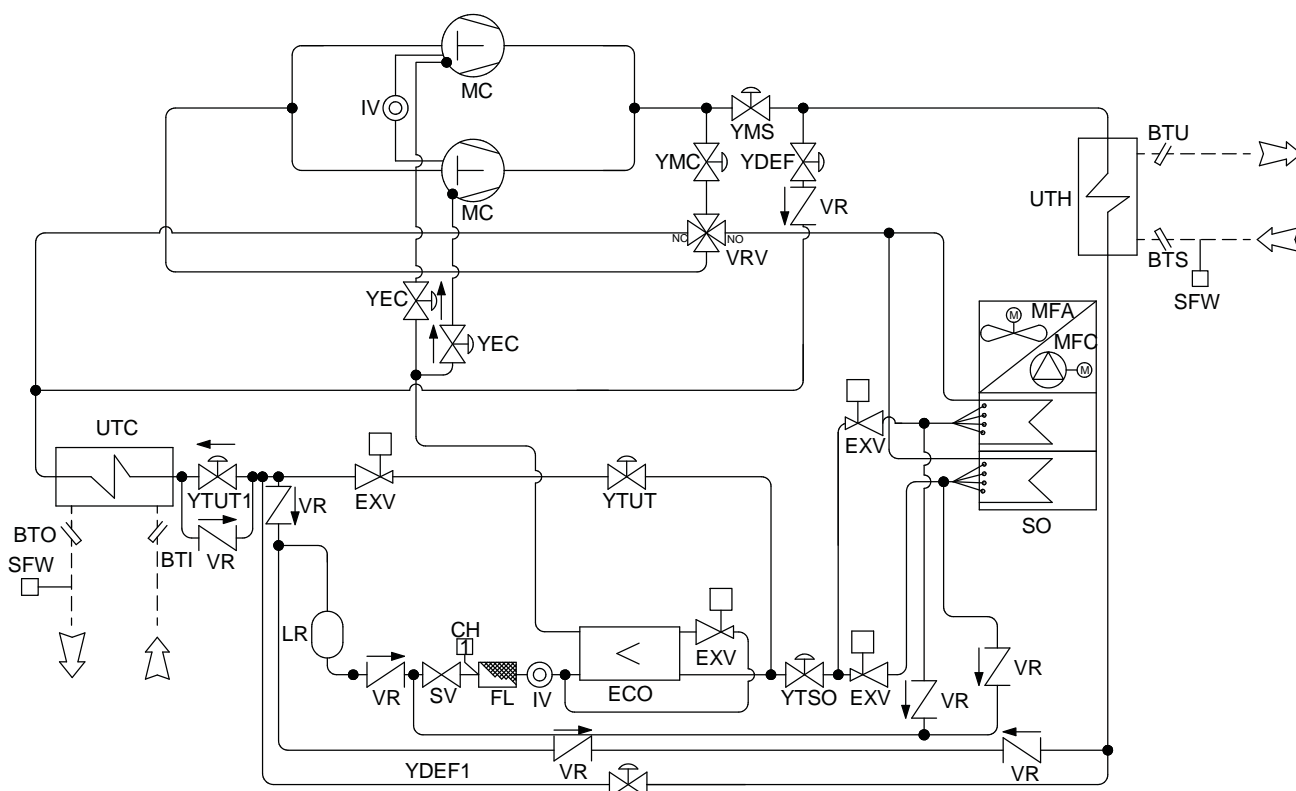 MC
IV
YMS
BTU
YMC
YDEF
UTH
MC
VR
NC
NO
VRV
BTS
YEC
SFW
MFA
M
YEC
MFC
M
UTC
EXV
YTUT1
EXV
YTUT
VR
SO
BTO
BTI
VR
SFW
LR
CH
1
EXV
VR
VR
SV
FL
IV
ECO
YTSO
EXV
VR
YDEF1
VR
VR